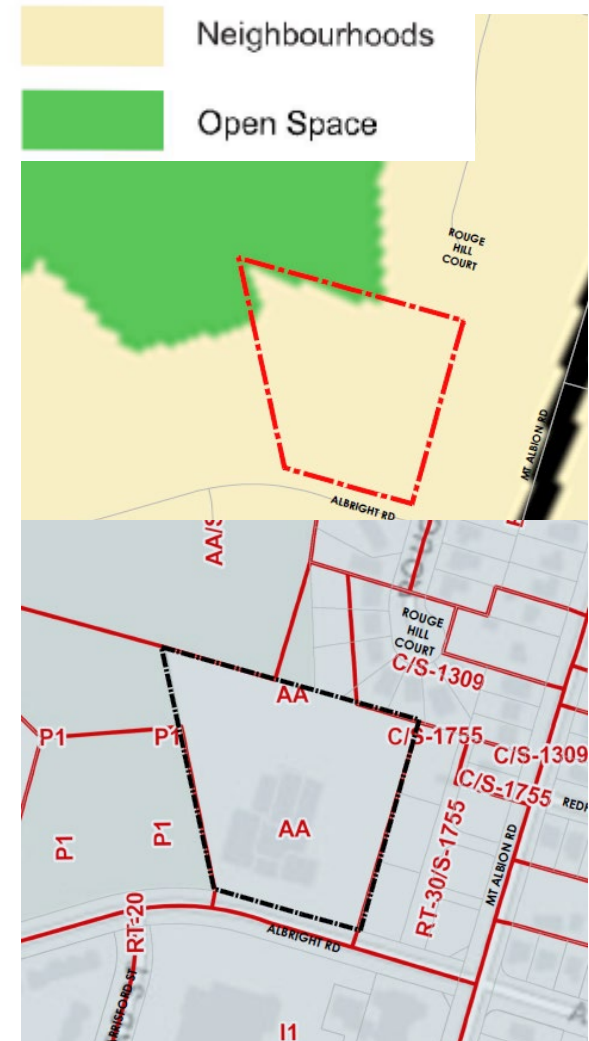 Neighbourhoods
Open Space
ROUGE
HILL
COURT
MT ALBION RD
ALBRIGHT RD
AA/S
ROUGE
HILL
COURT
C/S-1309
AA
P1
P1
C/S-1755
C/S-1309
C/S-1755
P1
P1
AA
RT-30/S-1755
MT ALBION RD
RT-20
ALBRIGHT RD
I1